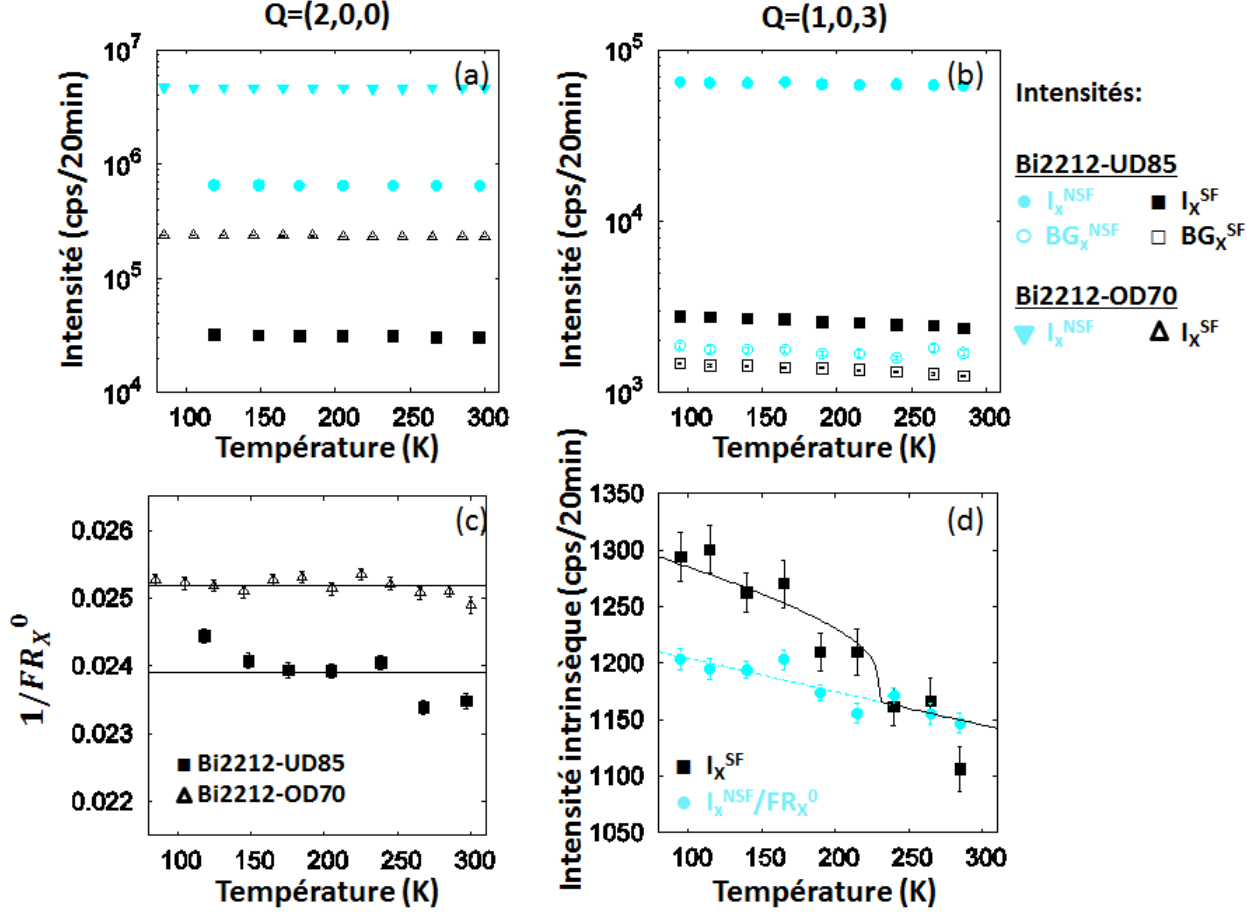 Q=(2,0,0)
Q=(1,0,3)
(a)
10^7
10^6
10^5
10^4
Intensité (cps/20min)
100 150 200 250 300
Température (K)
(b)
10^5
10^4
10^3
Intensité (cps/20min)
100 150 200 250 300
Température (K)
Intensités:
Bi2212-UD85
I_x^NSF I_X^SF
BG_x^NSF BG_X^SF
Bi2212-OD70
I_x^NSF I_X^SF
(c)
0.026
0.025
0.024
0.023
0.022
1/FR_X^0
Bi2212-UD85
Bi2212-OD70
100 150 200 250 300
Température (K)
(d)
1350
1300
1250
1200
1150
1100
1050
Intensité intrinsèque (cps/20min)
I_X^SF
I_x^NSF/FR_X^0
100 150 200 250 300
Température (K)